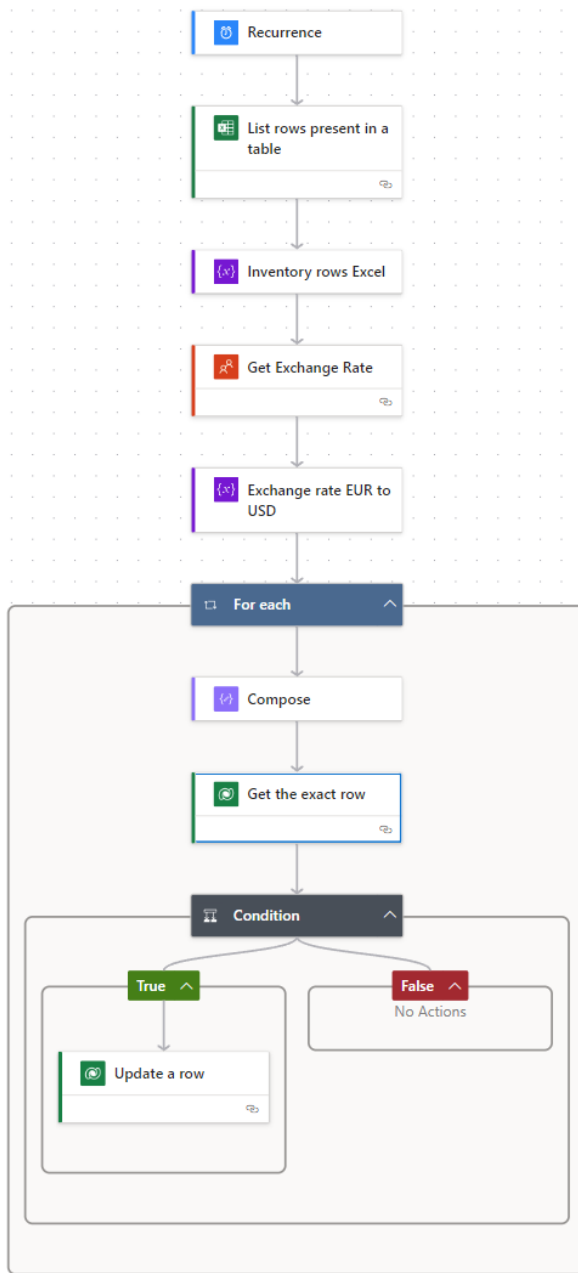 Recurrence
List rows present in a
table
Inventory rows Excel
Get Exchange Rate
Exchange rate EUR to
USD
For each
Compose
Get the exact row
Condition
True
False
No Actions
Update a row